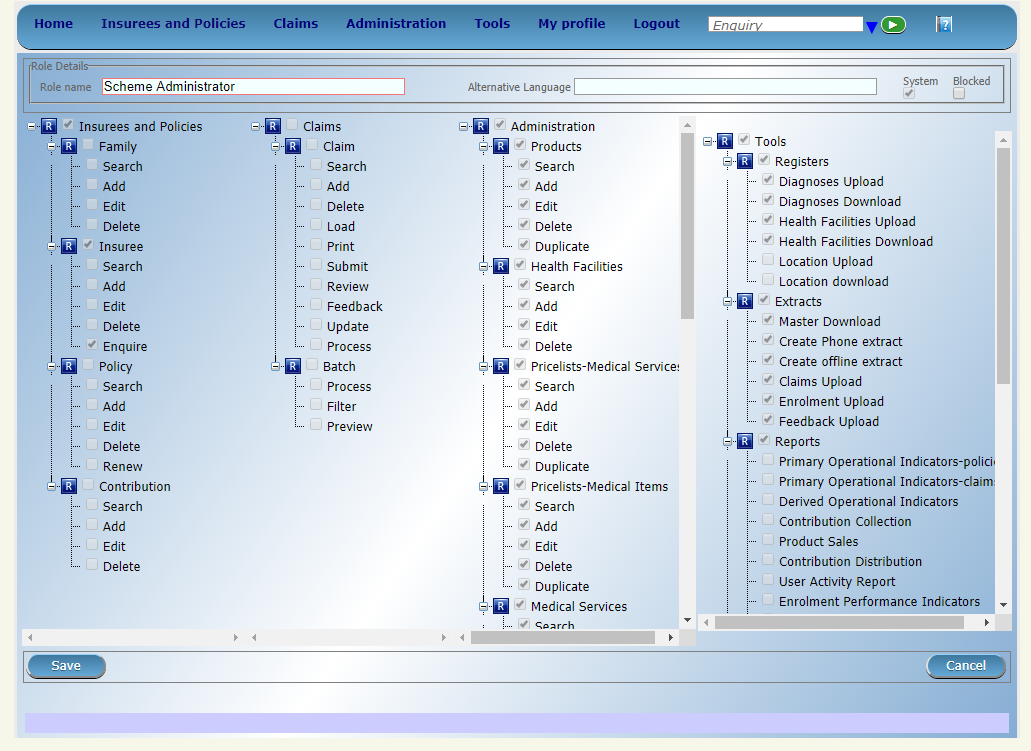 Home Insurees and Policies Claims Administration Tools My profile Logout Enquiry ?
Role Details
Role name Scheme Administrator Alternative Language System Blocked
R Insurees and Policies
R Family
Search
Add
Edit
Delete
R Insuree
Search
Add
Edit
Delete
Enquire
R Policy
Search
Add
Edit
Delete
Renew
R Contribution
Search
Add
Edit
Delete
R Claims
R Claim
Search
Add
Delete
Load
Print
Submit
Review
Feedback
Update
Process
R Batch
Process
Filter
Preview
R Administration
R Products
Search
Add
Edit
Delete
Duplicate
R Health Facilities
Search
Add
Edit
Delete
R Pricelists-Medical Services
Search
Add
Edit
Delete
Duplicate
R Pricelists-Medical Items
Search
Add
Edit
Delete
Duplicate
R Medical Services
Search
R Tools
R Registers
Diagnoses Upload
Diagnoses Download
Health Facilities Upload
Health Facilities Download
Location Upload
Location download
R Extracts
Master Download
Create Phone extract
Create offline extract
Claims Upload
Enrolment Upload
Feedback Upload
R Reports
Primary Operational Indicators-polici
Primary Operational Indicators-claim
Derived Operational Indicators
Contribution Collection
Product Sales
Contribution Distribution
User Activity Report
Enrolment Performance Indicators
Save Cancel